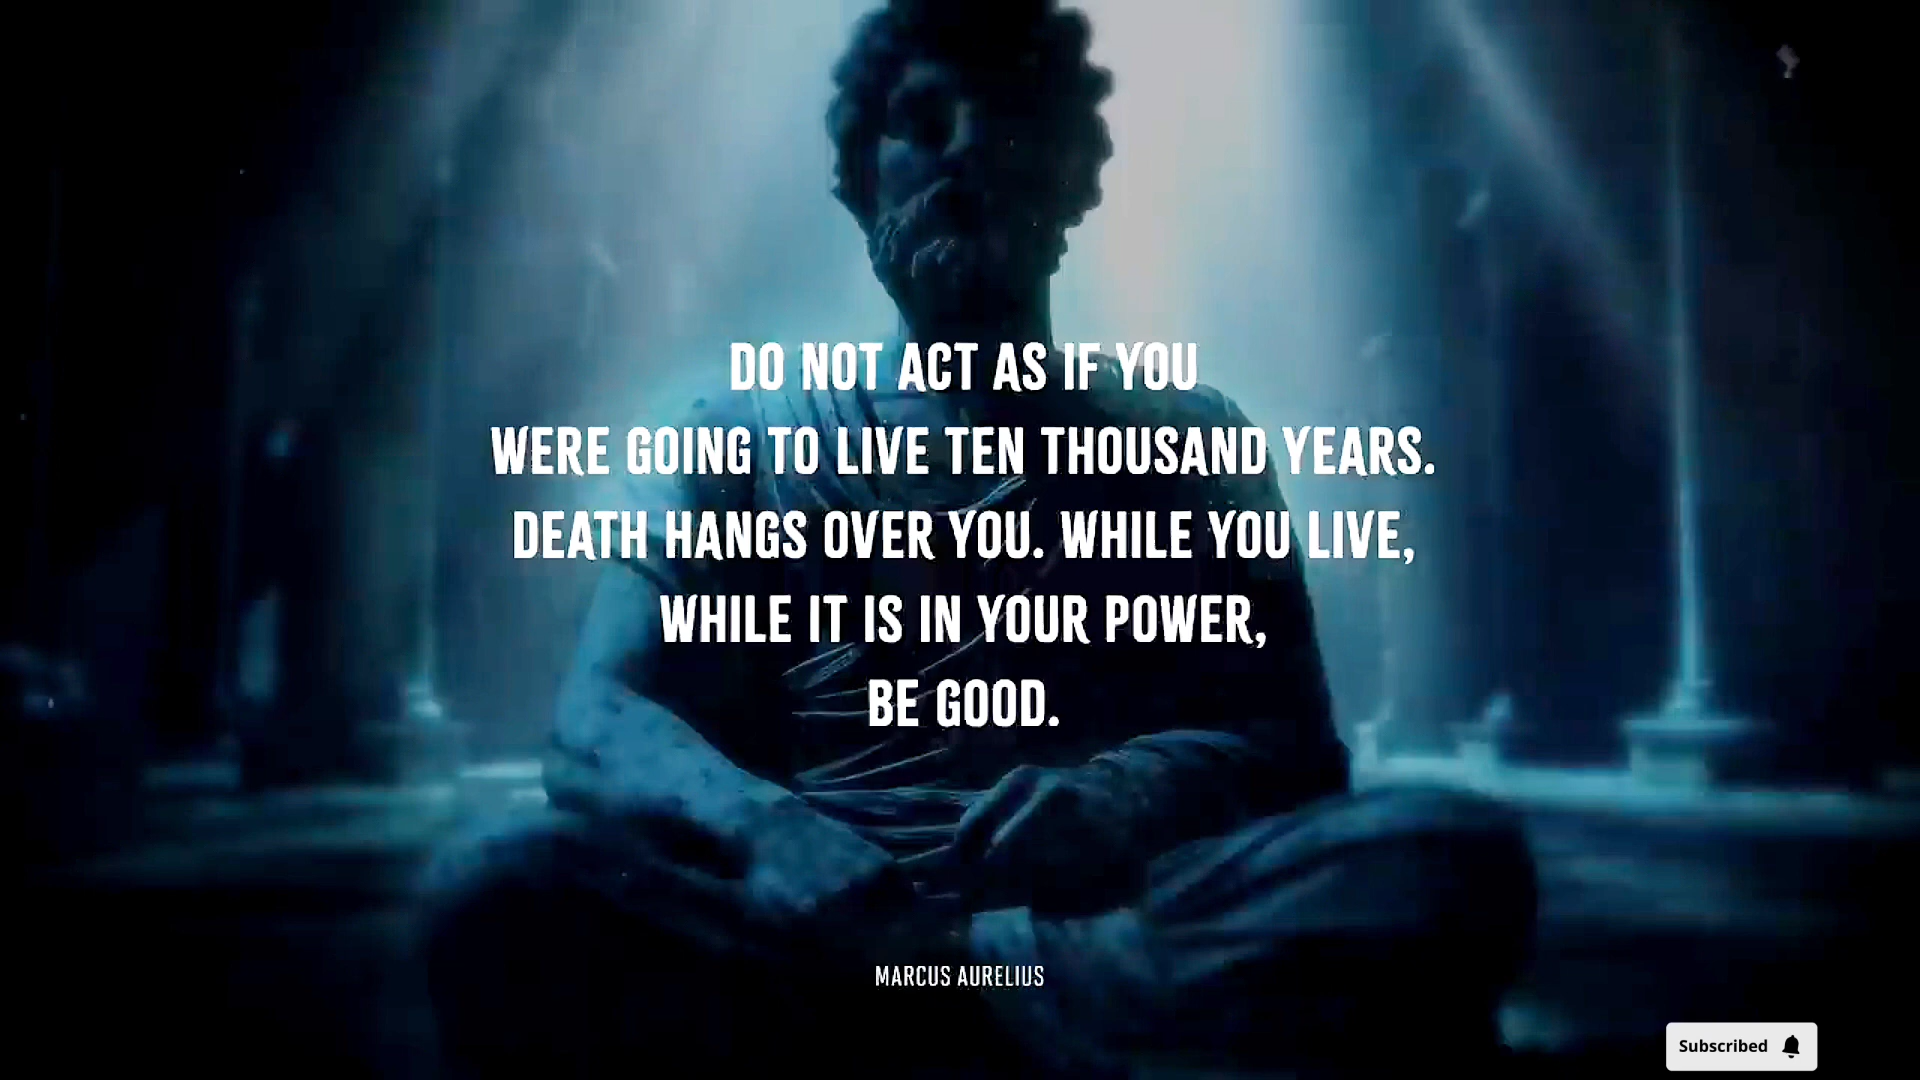 DO NOT ACT AS IF YOU
WERE GOING TO LIVE TEN THOUSAND YEARS.
DEATH HANGS OVER YOU. WHILE YOU LIVE,
WHILE IT IS IN YOUR POWER,
BE GOOD.
MARCUS AURELIUS
Subscribed